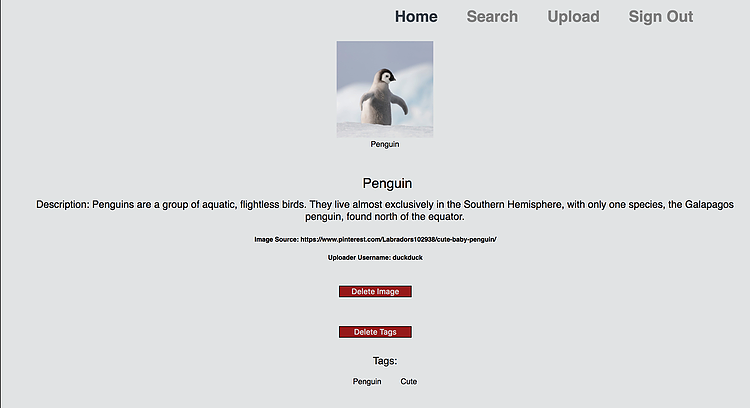 Home Search Upload Sign Out
Penguin
Penguin
Description: Penguins are a group of aquatic, flightless birds. They live almost exclusively in the Southern Hemisphere, with only one species, the Galapagos
penguin, found north of the equator.
Image Source: https://www.pinterest.com/Labradors102938/cute-baby-penguin/
Uploader Username: duckduck
Delete Image
Delete Tags
Tags:
Penguin Cute